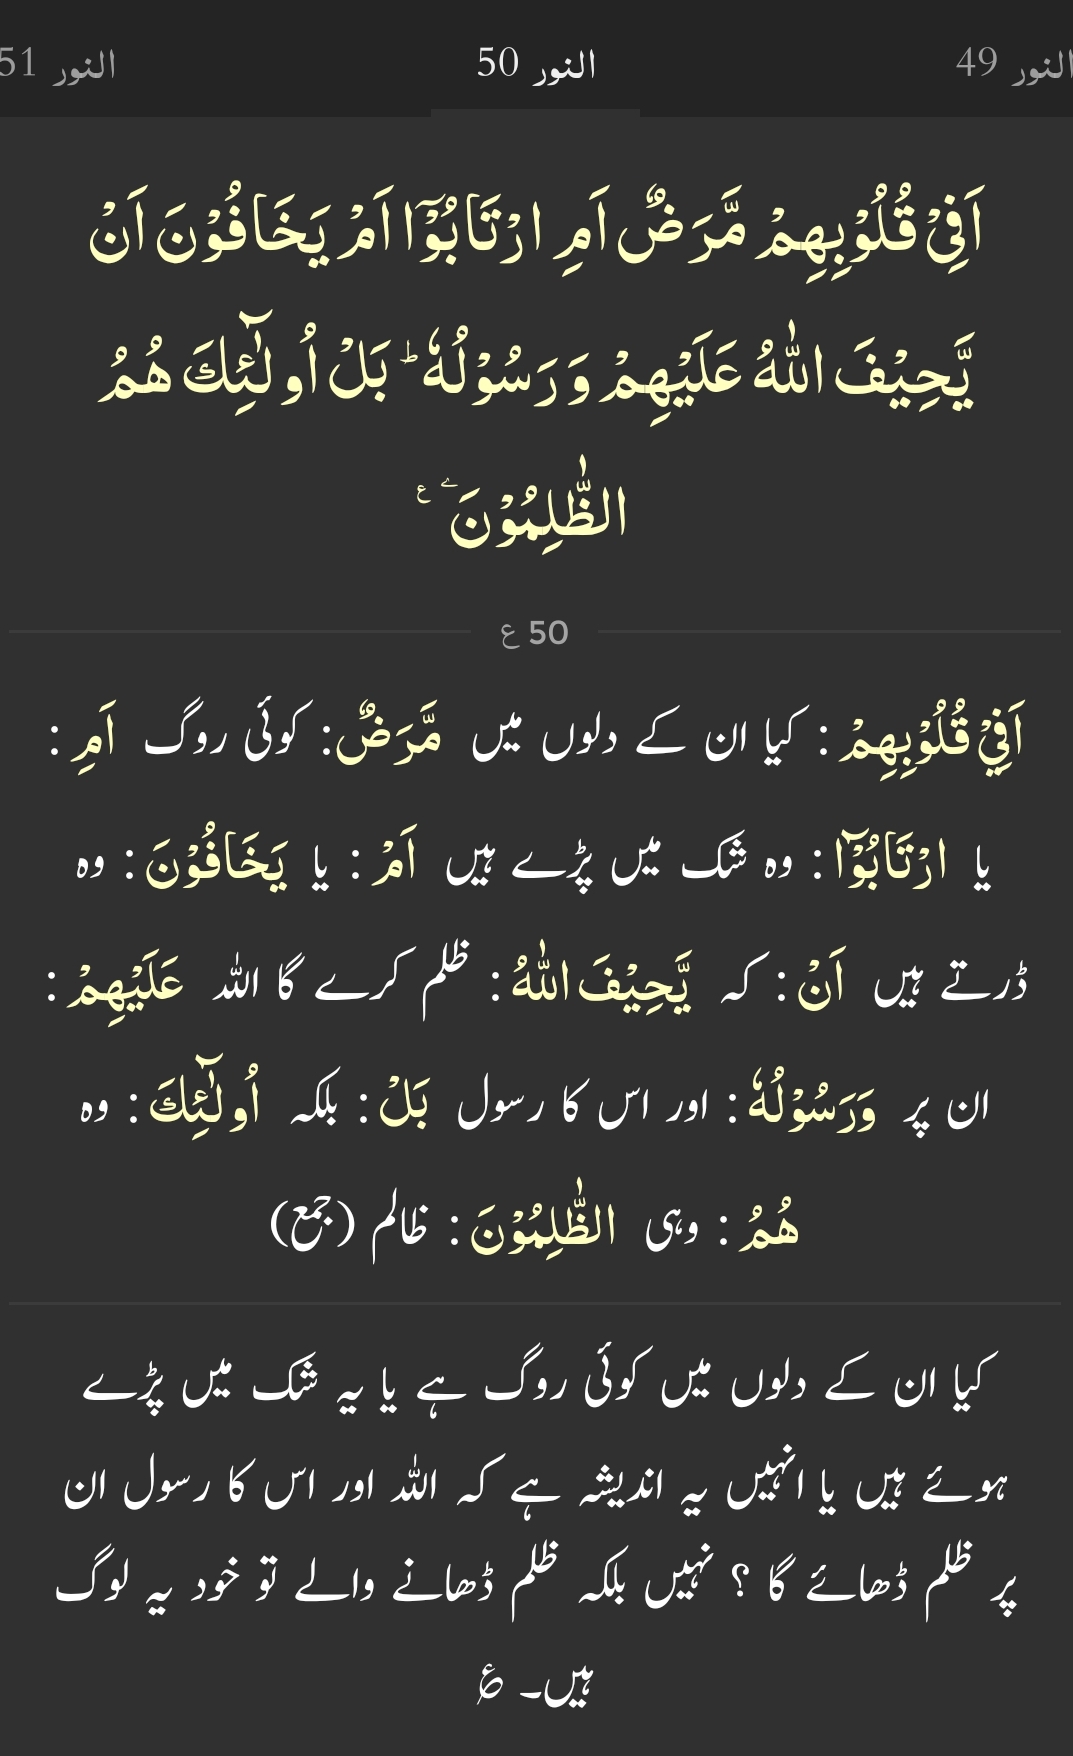 النور 49
النور 50
النور 51
اَفِیْ قُلُوْبِهِمْ مَّرَضٌ اَمِ ارْتَابُوْۤا اَمْ یَخَافُوْنَ اَنْ
یَّحِیْفَ اللّٰهُ عَلَیْهِمْ وَ رَسُوْلُهٗ ؕ بَلْ اُولٰٓئِكَ هُمُ
الظّٰلِمُوْنَ ۠ ع
50 ع
اَفِيْ قُلُوْبِهِمْ : کیا ان کے دلوں میں مَّرَضٌ : کوئی روگ اَمِ :
یا ارْتَابُوْٓا : وہ شک میں پڑے ہیں اَمْ : یا يَخَافُوْنَ : وہ
ڈرتے ہیں اَنْ : کہ يَّحِيْفَ اللّٰهُ : ظلم کرے گا اللہ عَلَيْهِمْ :
ان پر وَرَسُوْلُهٗ : اور اس کا رسول بَلْ : بلکہ اُولٰٓئِكَ : وہ
هُمُ : وہی الظّٰلِمُوْنَ : ظالم (جمع)
کیا ان کے دلوں میں کوئی روگ ہے یا یہ شک میں پڑے
ہوئے ہیں یا انہیں یہ اندیشہ ہے کہ اللہ اور اس کا رسول ان
پر ظلم ڈھائے گا ؟ نہیں بلکہ ظلم ڈھانے والے تو خود یہ لوگ
ہیں۔